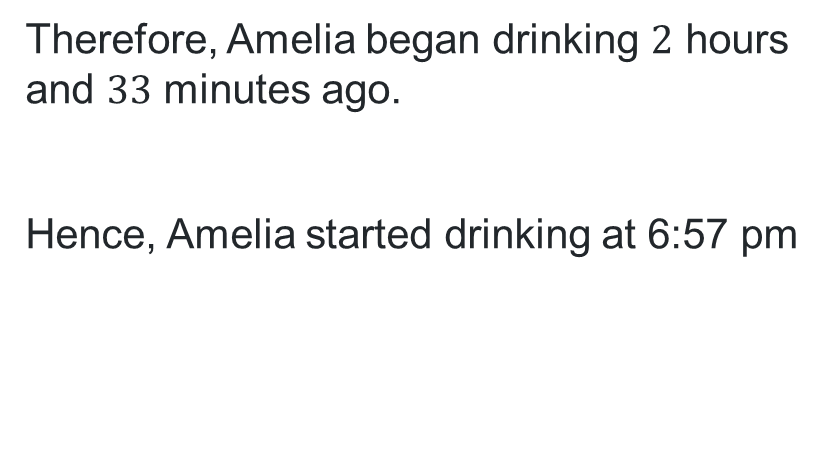 Therefore, Amelia began drinking 2 hours
and 33 minutes ago.
Hence, Amelia started drinking at 6:57 pm